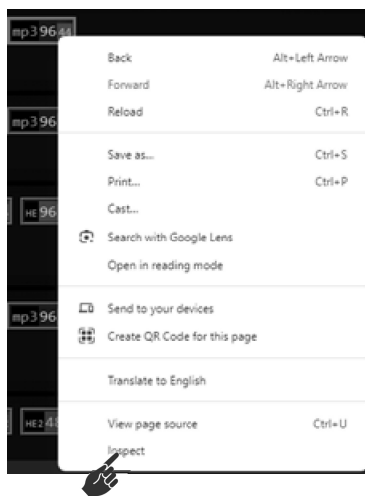 mp3 96 44
Back Alt+Left Arrow
Forward Alt+Right Arrow
Reload Ctrl+R
mp3 96
Save as... Ctrl+S
Print... Ctrl+P
Cast...
HE 96
Search with Google Lens
Open in reading mode
Send to your devices
mp3 96
Create QR Code for this page
Translate to English
View page source Ctrl+U
HE2 48
Inspect